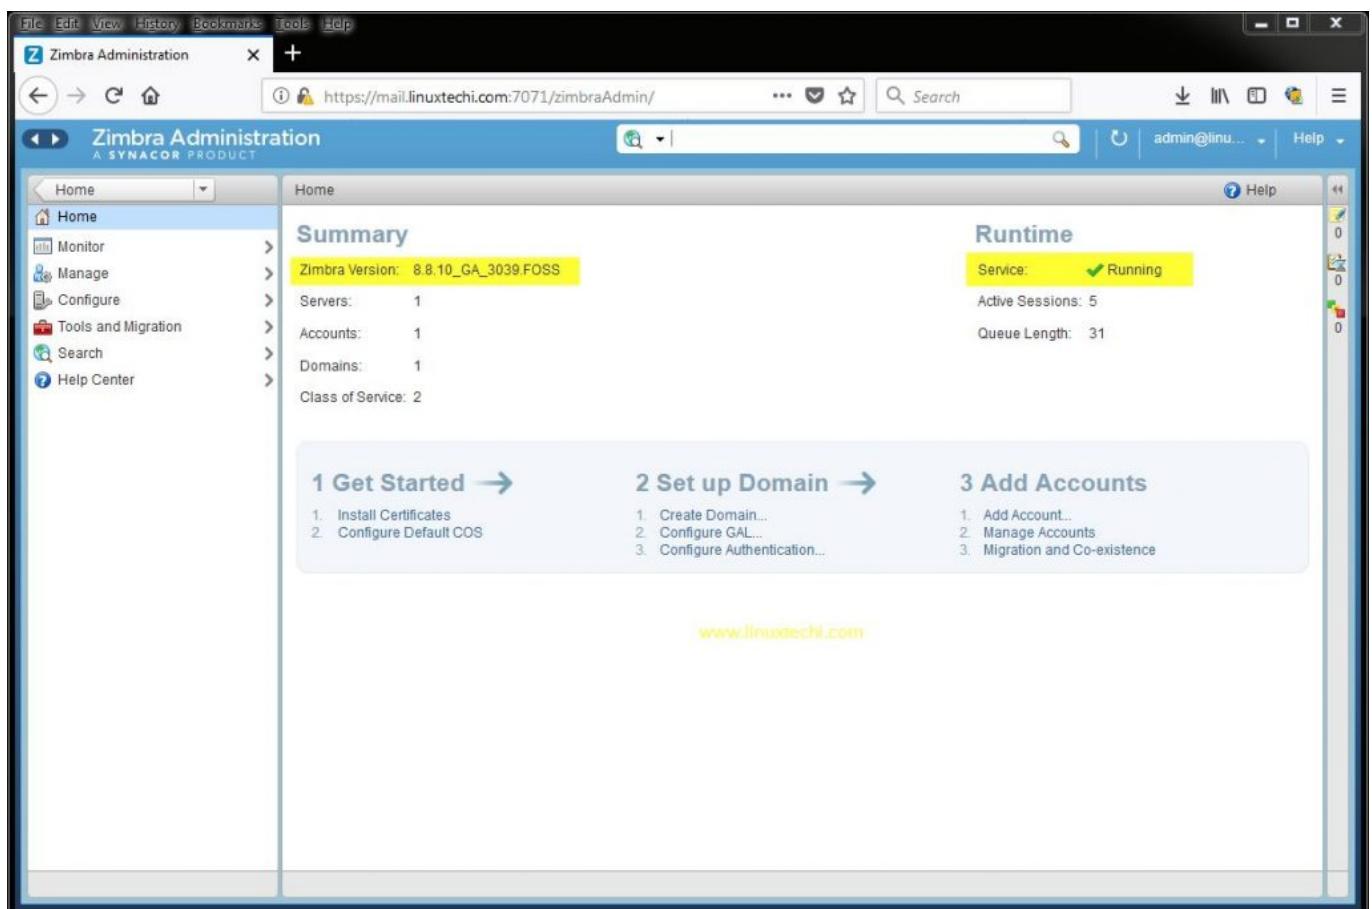 File Edit View History Bookmarks Tools Help
Zimbra Administration
https://mail.linuxtechi.com:7071/zimbraAdmin/
Search
Zimbra Administration
A SYNACOR PRODUCT
admin@linu...
Help
Home
Home
Help
Home
Monitor
Manage
Configure
Tools and Migration
Search
Help Center
Summary
Zimbra Version: 8.8.10_GA_3039.FOSS
Servers: 1
Accounts: 1
Domains: 1
Class of Service: 2
Runtime
Service: Running
Active Sessions: 5
Queue Length: 31
0
0
0
1 Get Started
1. Install Certificates
2. Configure Default COS
2 Set up Domain
1. Create Domain...
2. Configure GAL...
3. Configure Authentication...
3 Add Accounts
1. Add Account...
2. Manage Accounts
3. Migration and Co-existence
www.linuxtechi.com